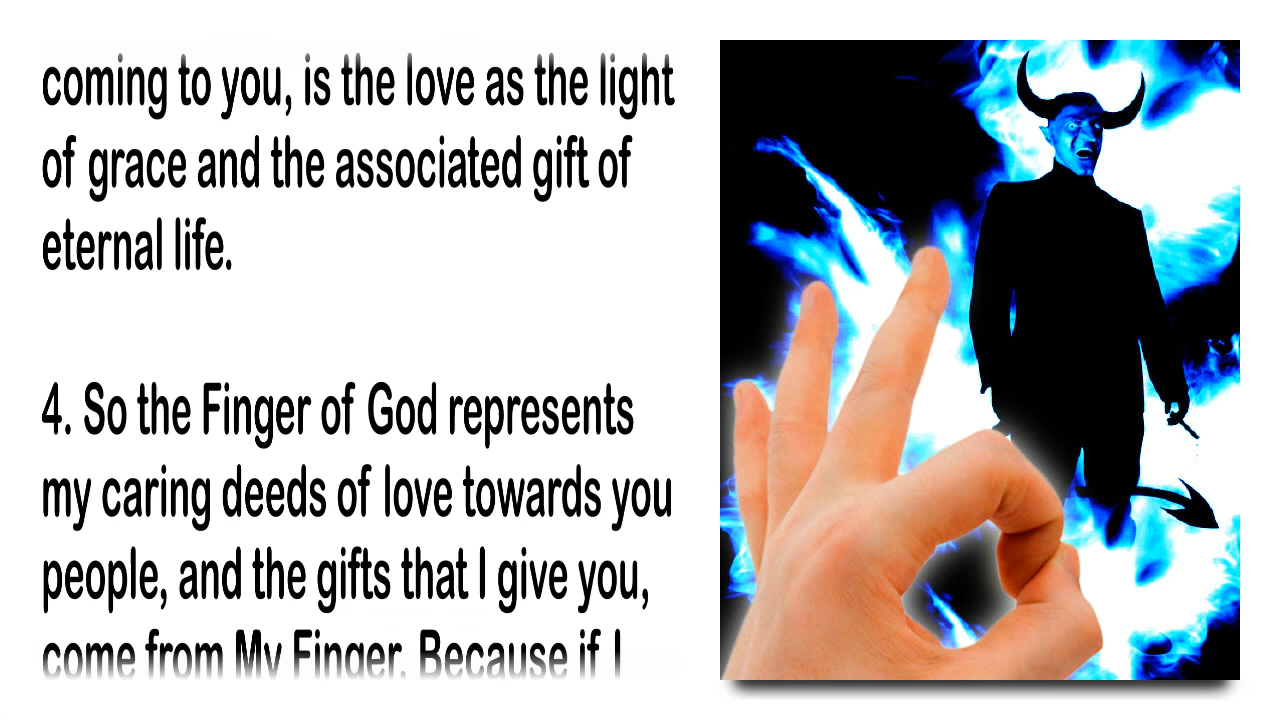 coming to you, is the love as the light
of grace and the associated gift of
eternal life.
4. So the Finger of God represents
my caring deeds of love towards you
people, and the gifts that I give you,
come from My Finger. Because if I